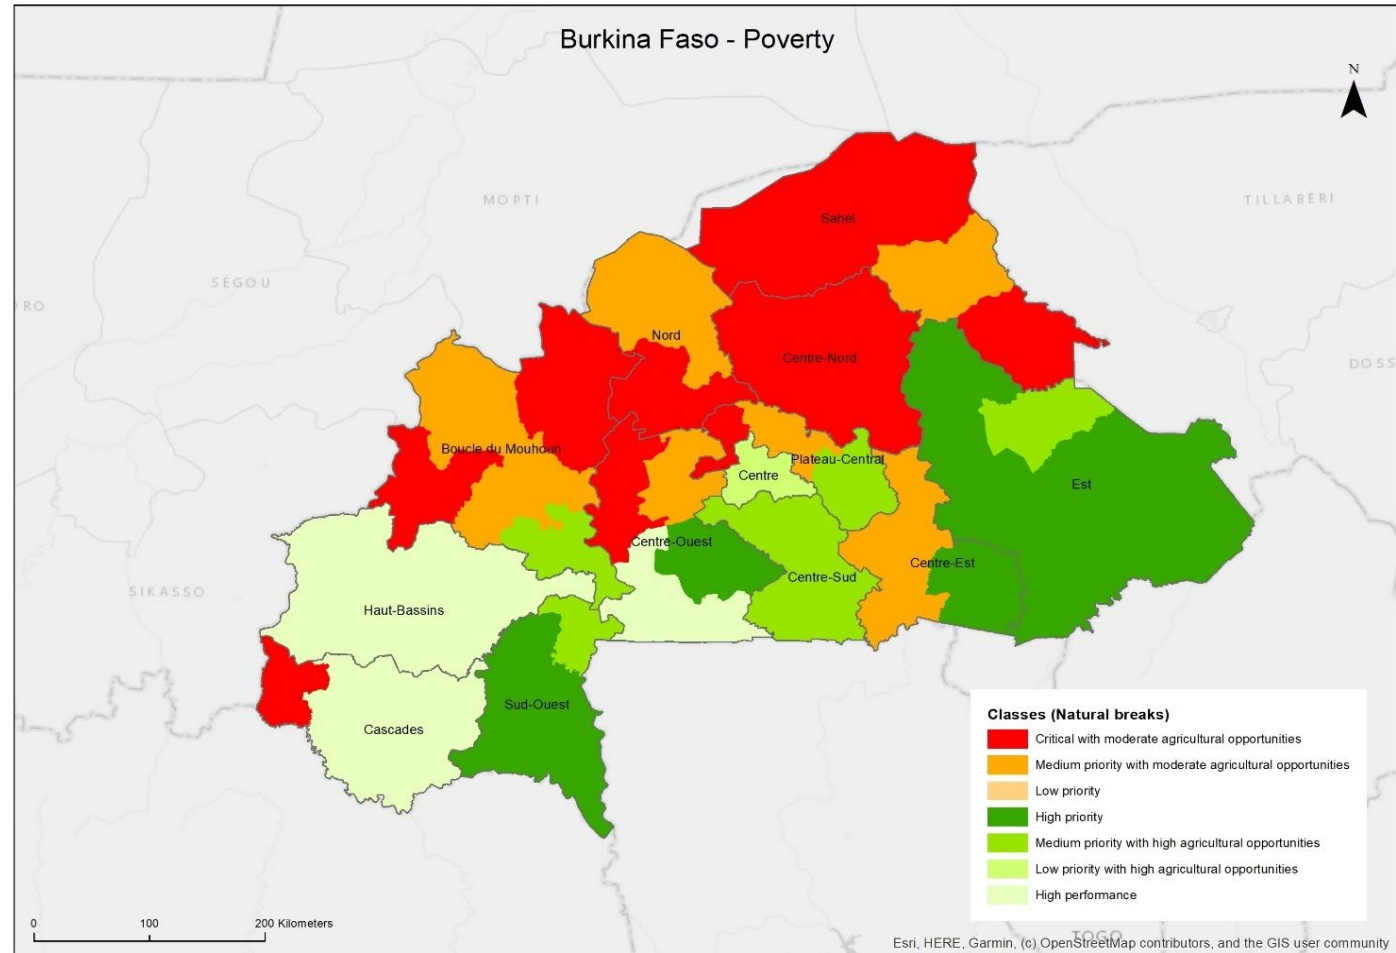 Burkina Faso - Poverty
N
MOPTI
TILLABÉRI
Sahel
SÉGOU
Nord
Centre-Nord
DOSS
Boucle du Mouhoun
Plateau-Central
Centre
Est
Centre-Ouest
Centre-Est
Centre-Sud
SIKASSO
Haut-Bassins
Sud-Ouest
Cascades
Classes (Natural breaks)
Critical with moderate agricultural opportunities
Medium priority with moderate agricultural opportunities
Low priority
High priority
Medium priority with high agricultural opportunities
Low priority with high agricultural opportunities
High performance
0 100 200 Kilometers
TOGO
Esri, HERE, Garmin, (c) OpenStreetMap contributors, and the GIS user community